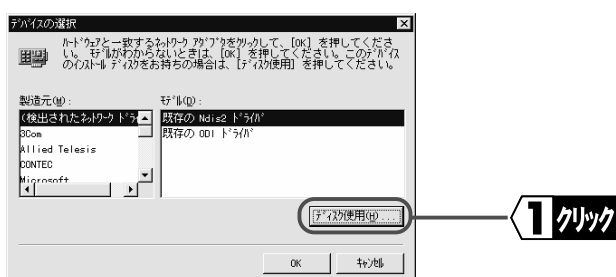 デバイスの選択
ハードウェアと一致するネットワーク アダプタをクリックして、[OK] を押してくださ
い。 モデルがわからないときは、[OK] を押してください。このデバイス
のインストール ディスクをお持ちの場合は、[ディスク使用] を押してください。
製造元(M):
(検出されたネットワーク ドライ
3Com
Allied Telesis
CONTEC
Microsoft
モデル(D):
既存の Ndis2 ドライバ
既存の ODI ドライバ
ディスク使用(H)...
1 クリック
OK
キャンセル